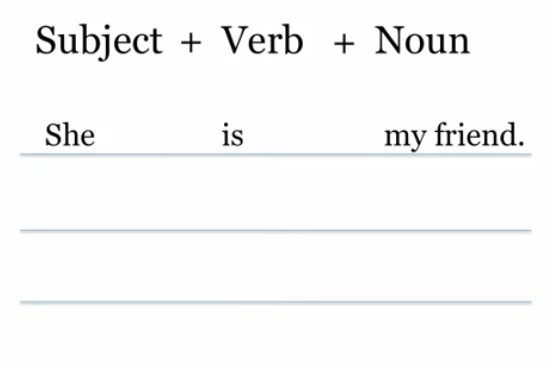 Subject + Verb + Noun
She is my friend.